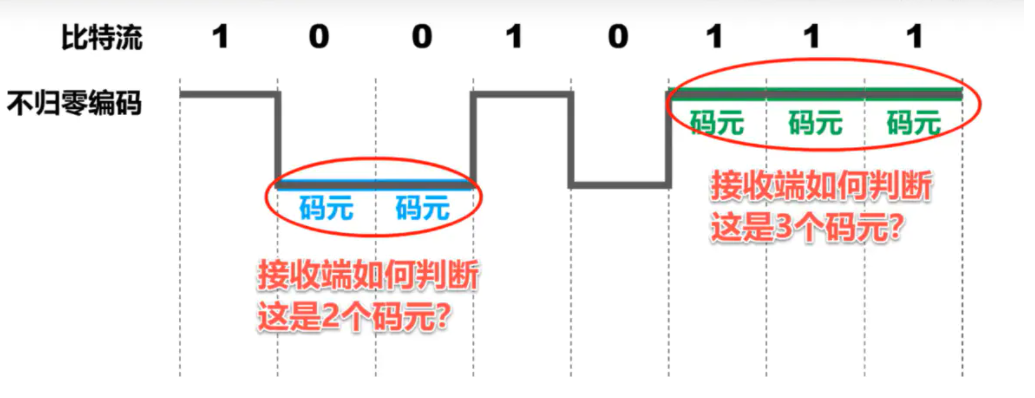 比特流 1 0 0 1 0 1 1 1
不归零编码
码元 码元 码元
码元 码元
接收端如何判断
这是3个码元?
接收端如何判断
这是2个码元?